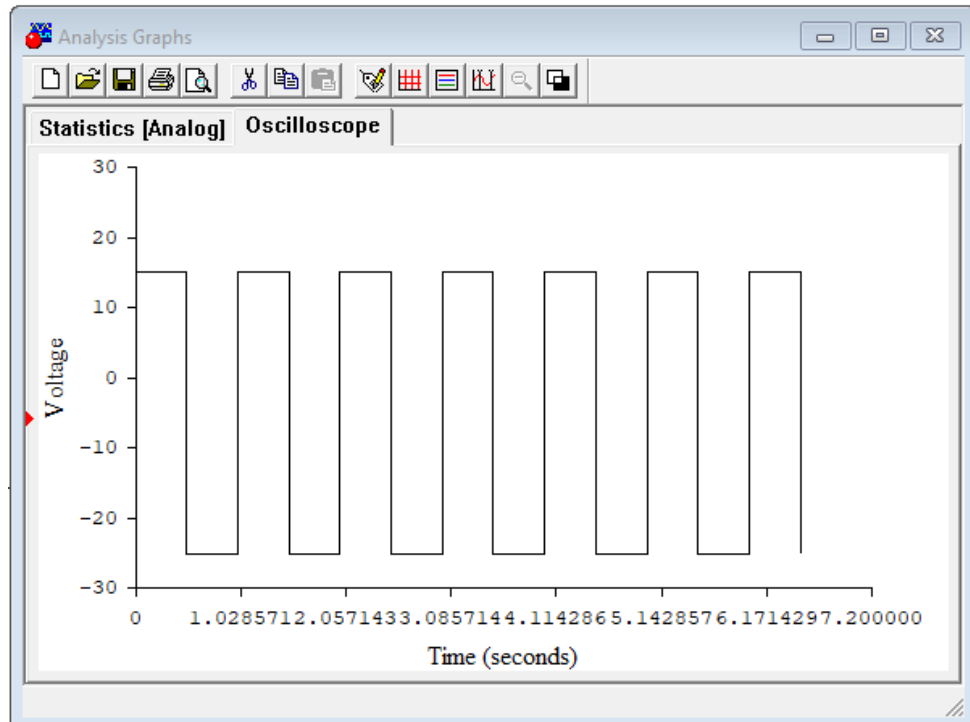 Analysis Graphs
Statistics [Analog] Oscilloscope
30
20
10
0
-10
-20
-30
Voltage
0 1.0285712.0571433.0857144.1142865.1428576.1714297.200000
Time (seconds)